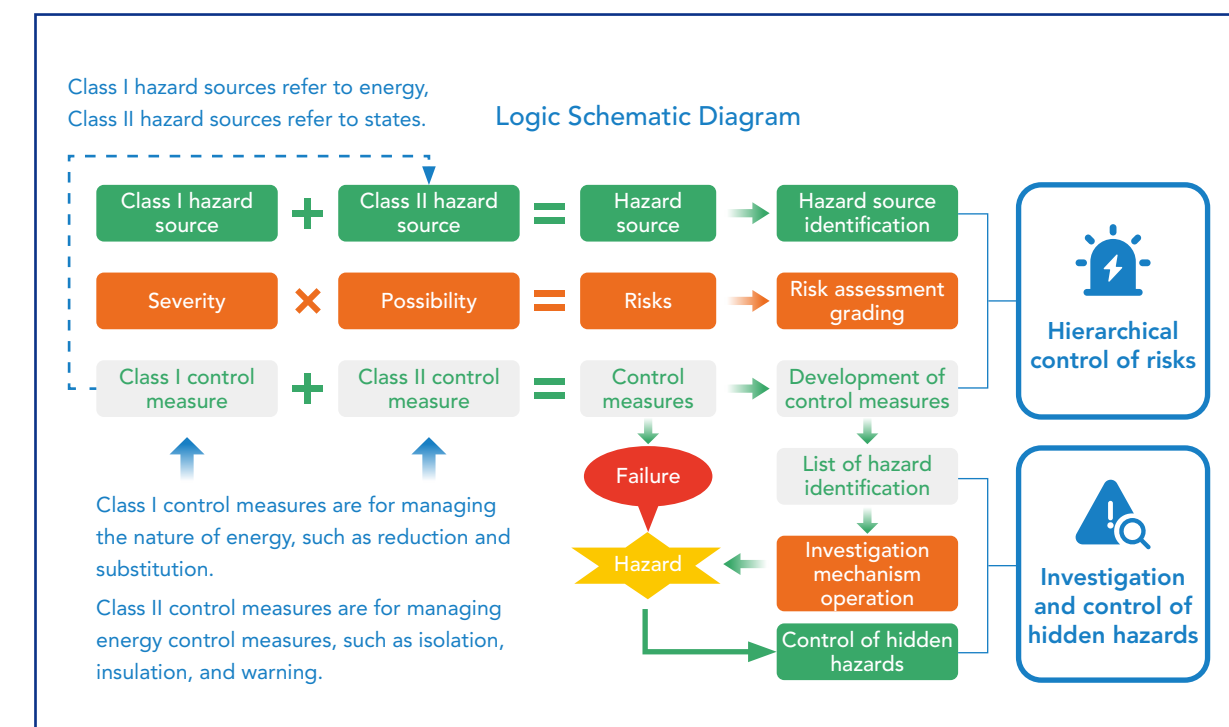 Class I hazard sources refer to energy,
Class II hazard sources refer to states.
Logic Schematic Diagram
Class I hazard
source
+
Class II hazard
source
=
Hazard
source
Hazard source
identification
Severity
×
Possibility
=
Risks
Risk assessment
grading
Class I control
measure
+
Class II control
measure
=
Control
measures
Development of
control measures
Hierarchical
control of risks
Class I control measures are for managing
the nature of energy, such as reduction and
substitution.
Class II control measures are for managing
energy control measures, such as isolation,
insulation, and warning.
Failure
Hazard
List of hazard
identification
Investigation
mechanism
operation
Control of hidden
hazards
Investigation
and control of
hidden hazards